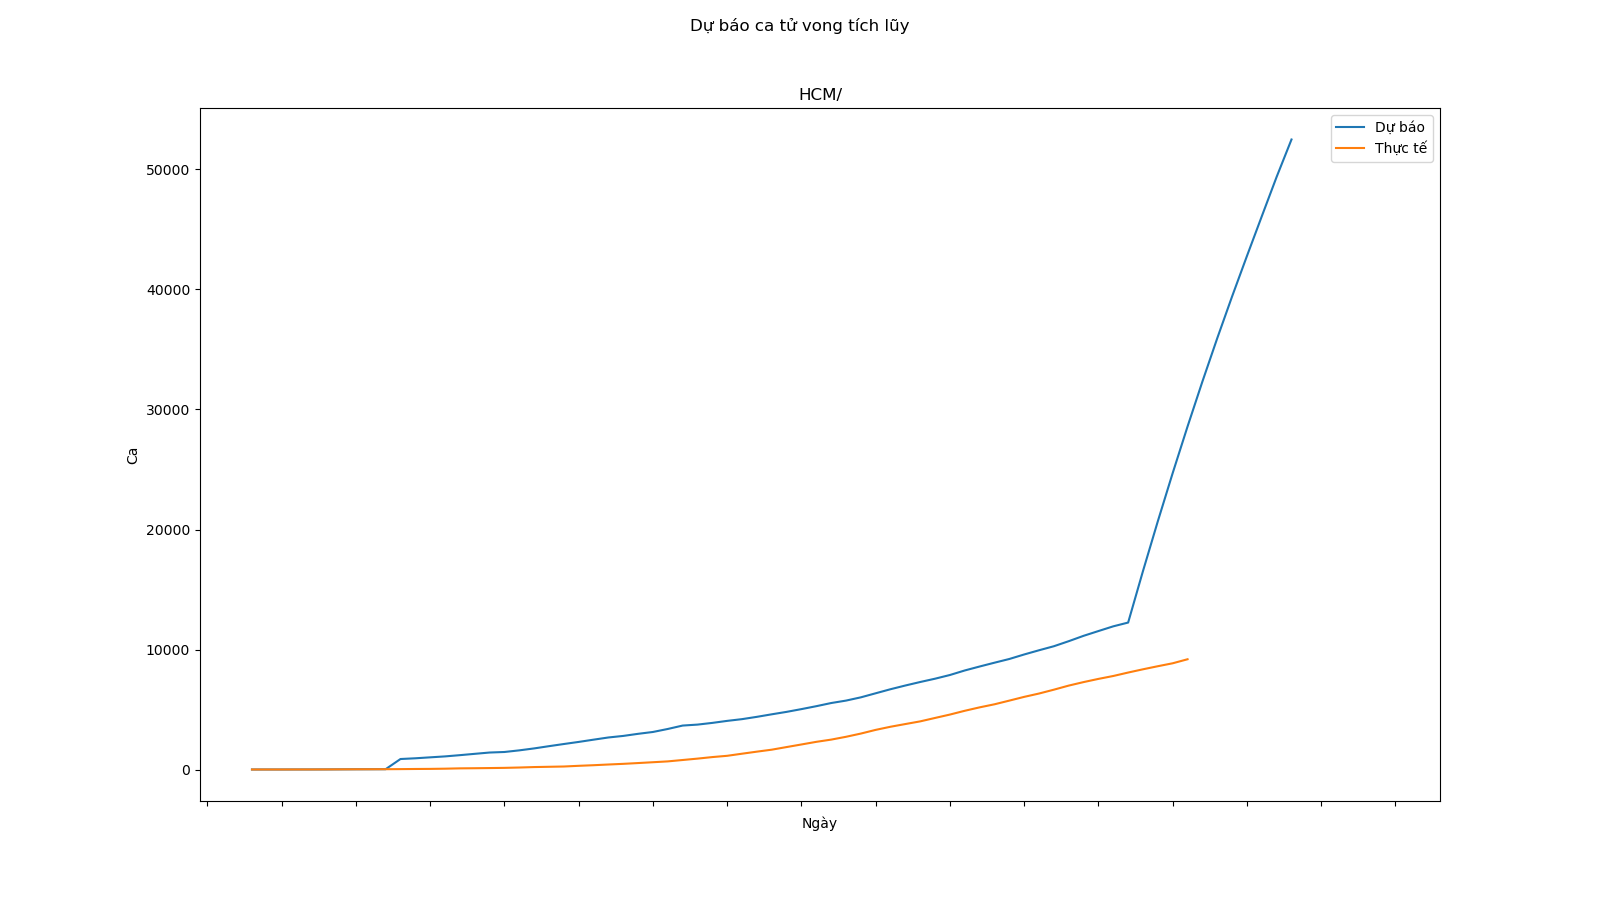 Dự báo ca tử vong tích lũy
HCM/
Dự báo
Thực tế
50000
40000
30000
20000
10000
0
Ca
Ngày